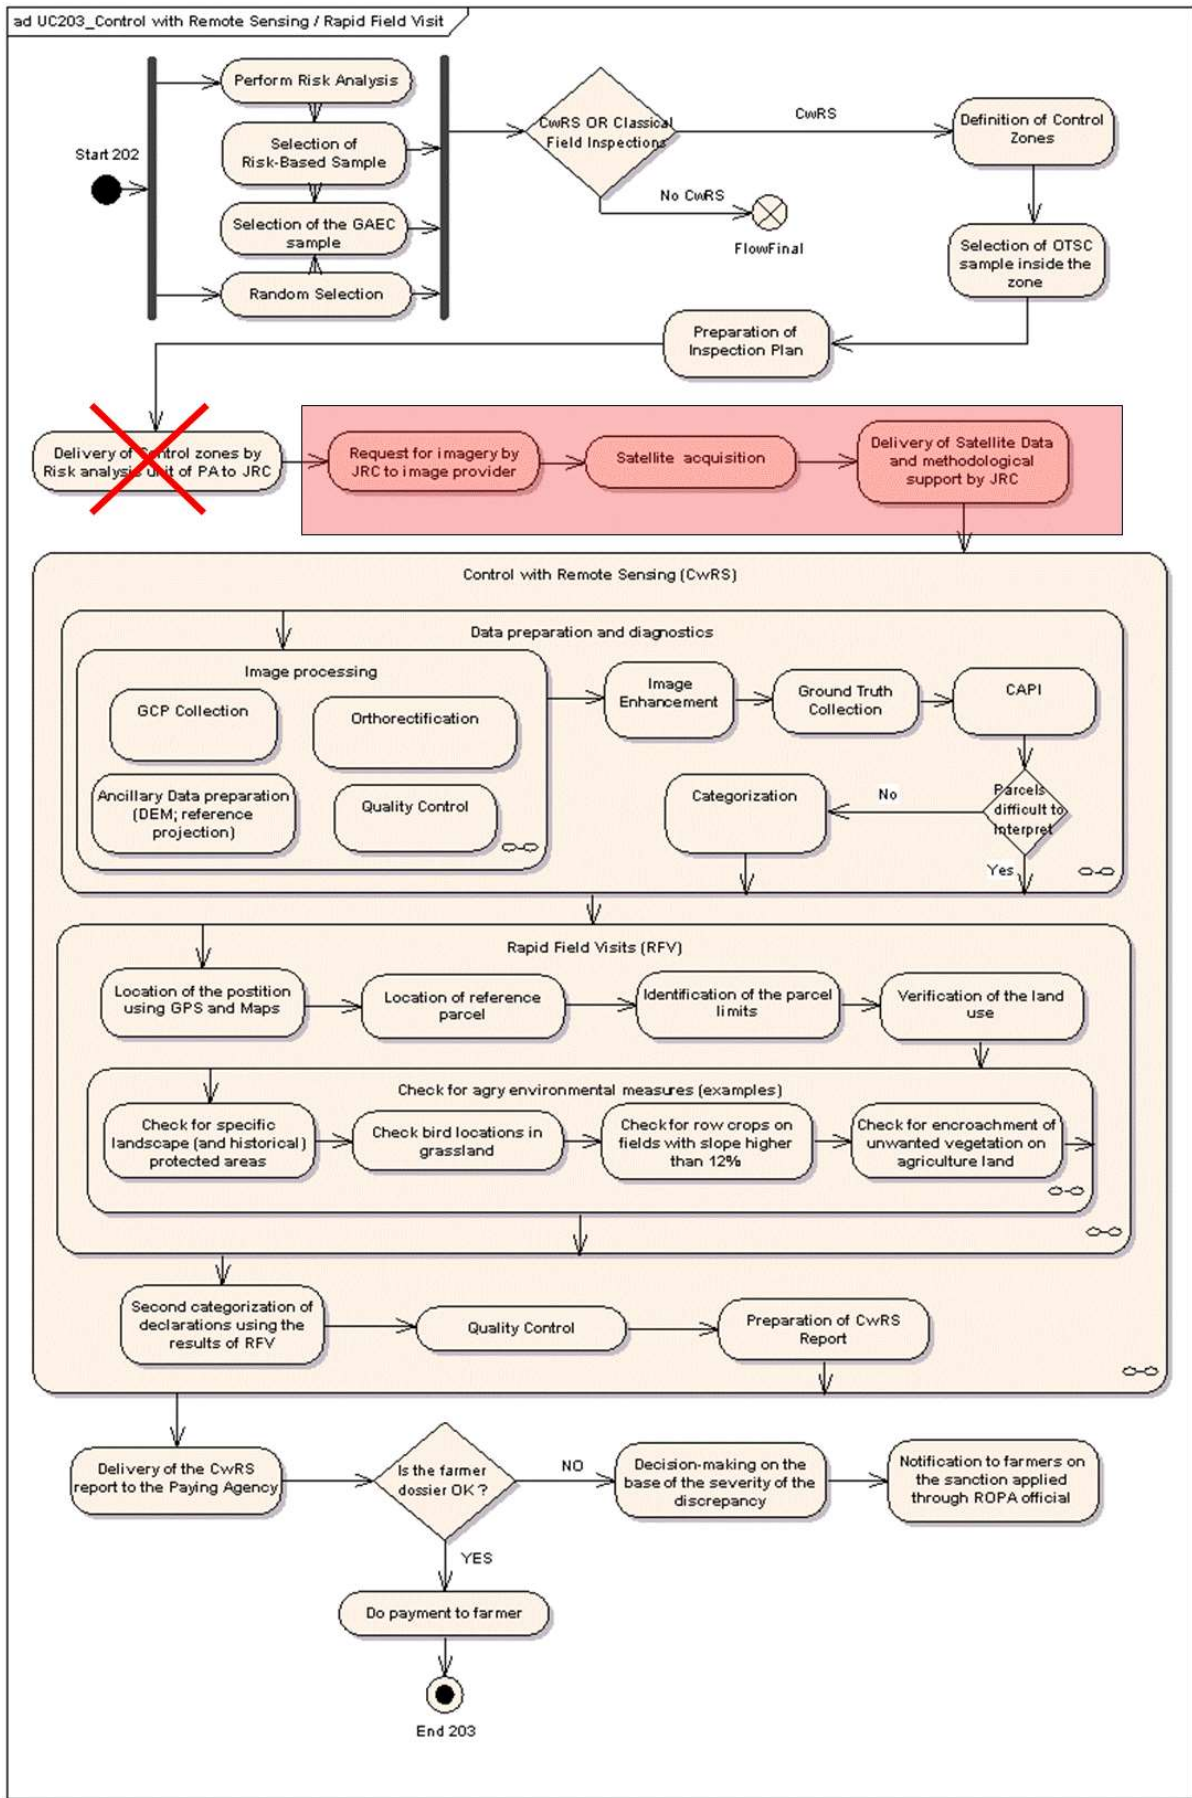 ad UC203_Control with Remote Sensing / Rapid Field Visit
Start 202
Perform Risk Analysis
Selection of
Risk-Based Sample
Selection of the GAEC
sample
Random Selection
CwRS OR Classical
Field Inspections
CwRS
No CwRS
FlowFinal
Definition of Control
Zones
Selection of OTSC
sample inside the
zone
Preparation of
Inspection Plan
Delivery of Control zones by
Risk analysis unit of PA to JRC
Request for imagery by
JRC to image provider
Satellite acquisition
Delivery of Satellite Data
and methodological
support by JRC
Control with Remote Sensing (CwRS)
Data preparation and diagnostics
Image processing
GCP Collection
Orthorectification
Ancillary Data preparation
(DEM; reference
projection)
Quality Control
Image
Enhancement
Ground Truth
Collection
CAPI
Parcels
difficult to
interpret
No
Yes
Categorization
Rapid Field Visits (RFV)
Location of the postition
using GPS and Maps
Location of reference
parcel
Identification of the parcel
limits
Verification of the land
use
Check for agry environmental measures (examples)
Check for specific
landscape (and historical)
protected areas
Check bird locations in
grassland
Check for row crops on
fields with slope higher
than 12%
Check for encroachment of
unwanted vegetation on
agriculture land
Second categorization of
declarations using the
results of RFV
Quality Control
Preparation of CwRS
Report
Delivery of the CwRS
report to the Paying Agency
Is the farmer
dossier OK ?
NO
Decision-making on the
base of the severity of the
discrepancy
Notification to farmers on
the sanction applied
through ROPA official
YES
Do payment to farmer
End 203